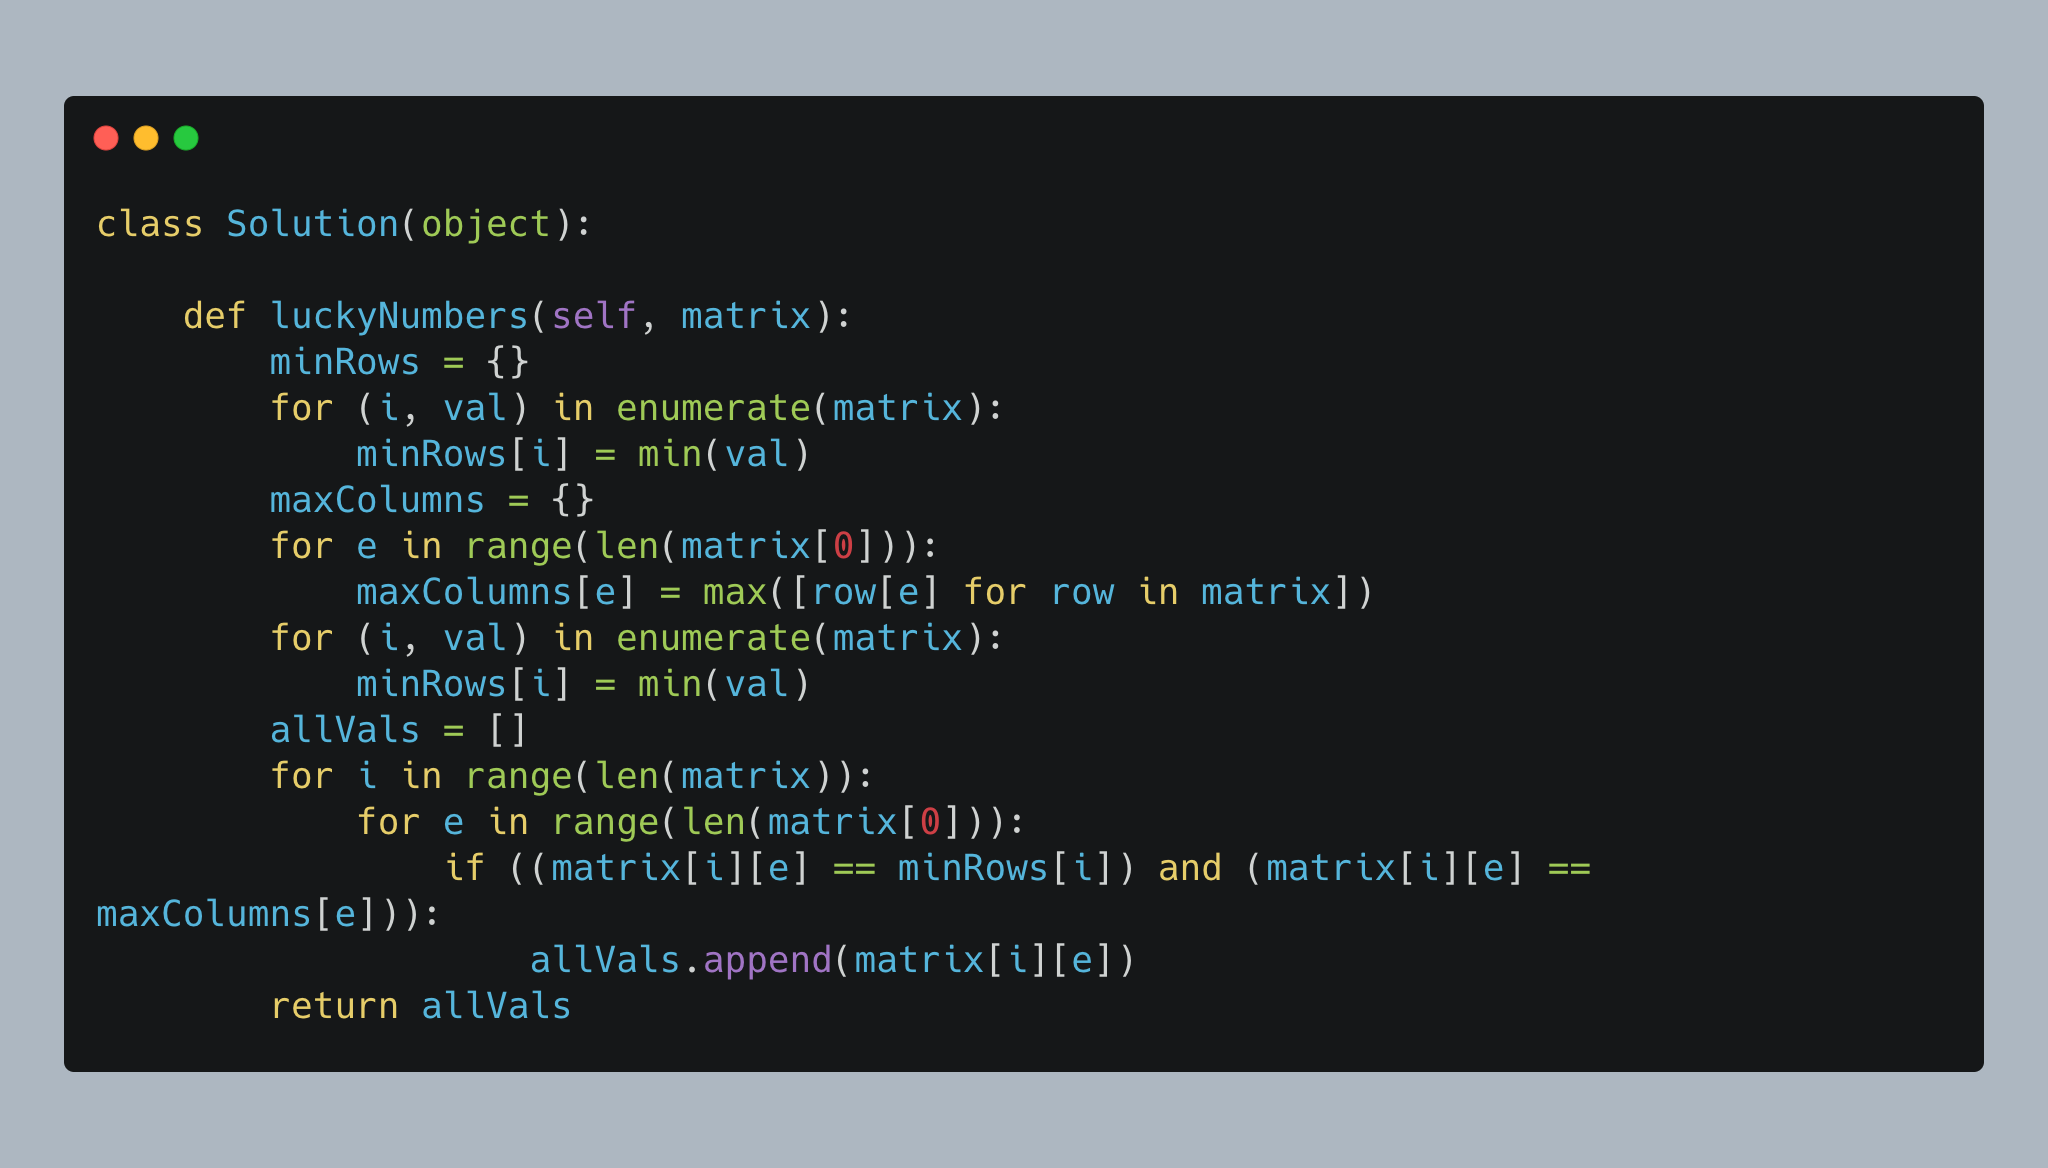 class Solution(object):

    def luckyNumbers(self, matrix):
        minRows = {}
        for (i, val) in enumerate(matrix):
            minRows[i] = min(val)
        maxColumns = {}
        for e in range(len(matrix[0])):
            maxColumns[e] = max([row[e] for row in matrix])
        for (i, val) in enumerate(matrix):
            minRows[i] = min(val)
        allVals = []
        for i in range(len(matrix)):
            for e in range(len(matrix[0])):
                if ((matrix[i][e] == minRows[i]) and (matrix[i][e] ==
maxColumns[e])):
                    allVals.append(matrix[i][e])
        return allVals